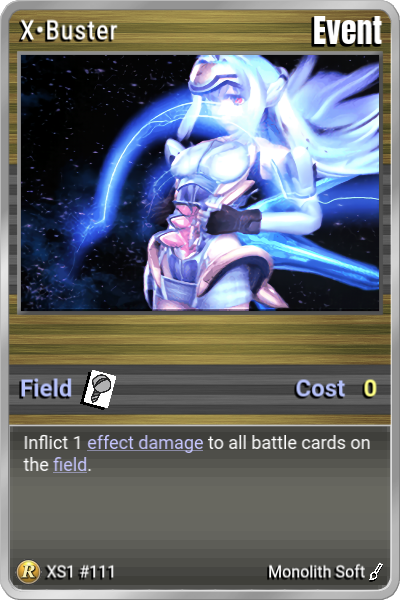 X•Buster Event
Field Cost 0
Inflict 1 effect damage to all battle cards on
the field.
R XS1 #111 Monolith Soft